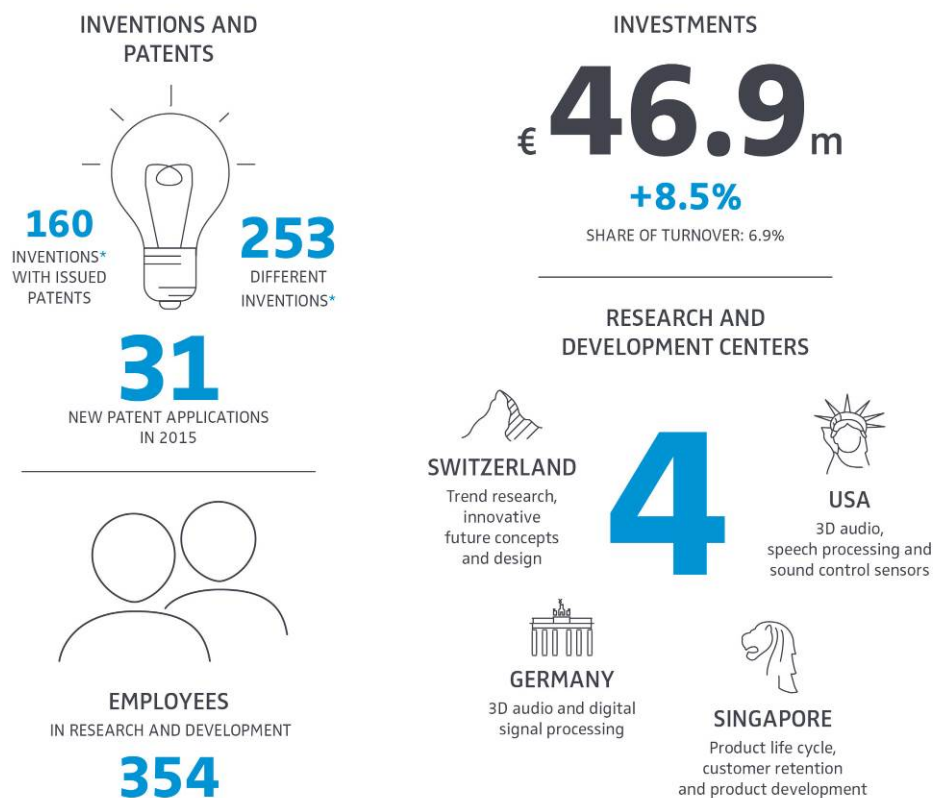 INVENTIONS AND
PATENTS
160
INVENTIONS*
WITH ISSUED
PATENTS
253
DIFFERENT
INVENTIONS*
31
NEW PATENT APPLICATIONS
IN 2015
EMPLOYEES
IN RESEARCH AND DEVELOPMENT
354
INVESTMENTS
€ 46.9 m
+8.5%
SHARE OF TURNOVER: 6.9%
RESEARCH AND
DEVELOPMENT CENTERS
4
SWITZERLAND
Trend research,
innovative
future concepts
and design
USA
3D audio,
speech processing and
sound control sensors
GERMANY
3D audio and digital
signal processing
SINGAPORE
Product life cycle,
customer retention
and product development